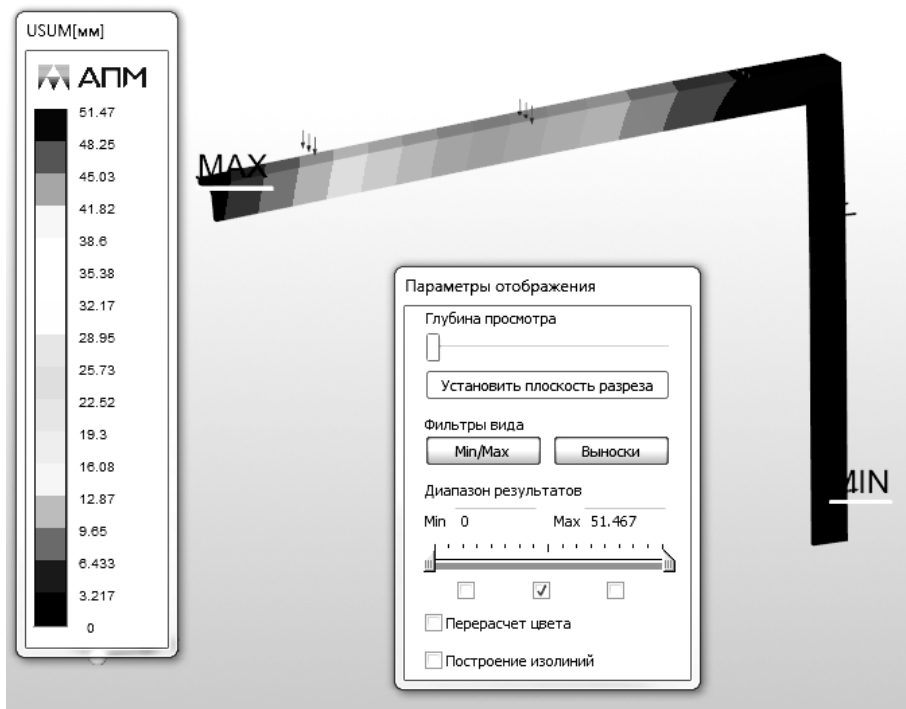 USUM[мм]
АПМ
51.47
48.25
45.03
41.82
38.6
35.38
32.17
28.95
25.73
22.52
19.3
16.08
12.87
9.65
6.433
3.217
0
MAX
MIN
Параметры отображения
Глубина просмотра
Установить плоскость разреза
Фильтры вида
Min/Max Выноски
Диапазон результатов
Min 0 Max 51.467
Перерасчет цвета
Построение изолиний